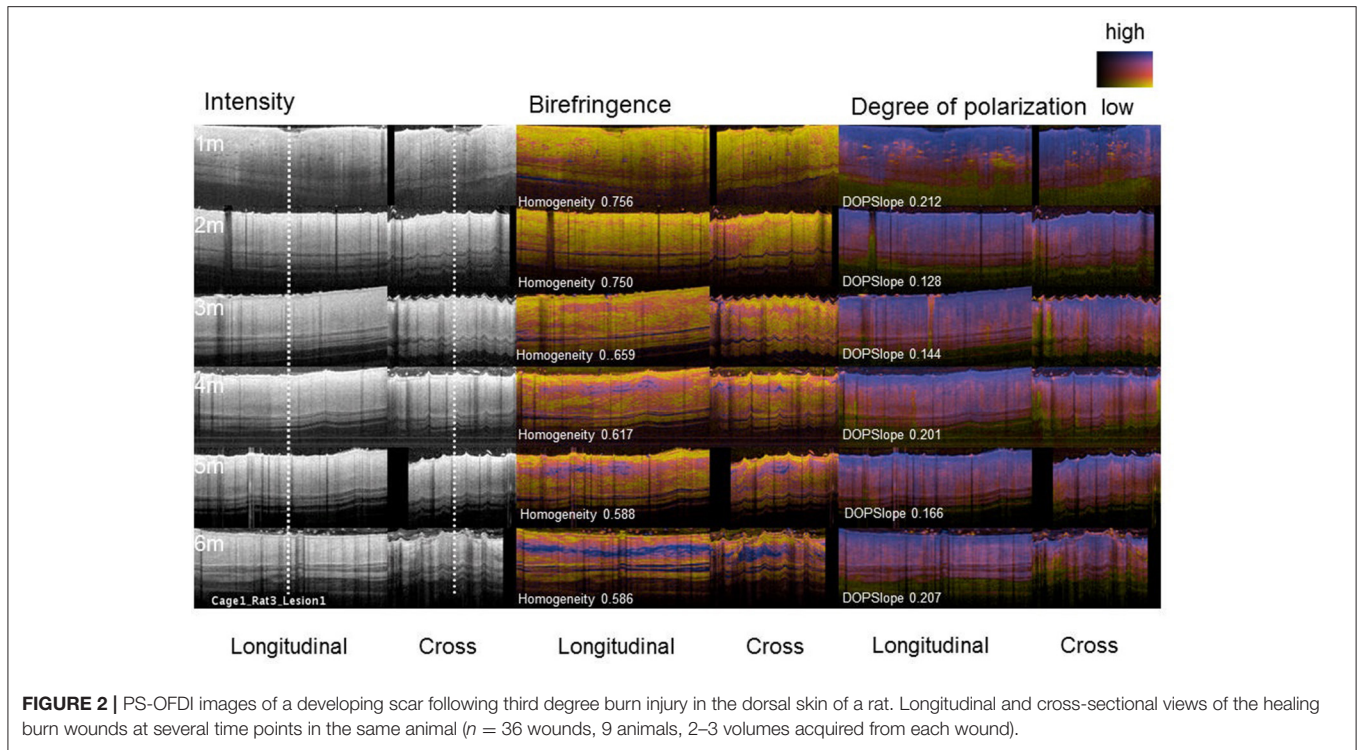 high
Intensity Birefringence Degree of polarization low
1m
Homogeneity 0.756 DOPSlope 0.212
2m
Homogeneity 0.750 DOPSlope 0.128
3m
Homogeneity 0..659 DOPSlope 0.144
4m
Homogeneity 0.617 DOPSlope 0.201
5m
Homogeneity 0.588 DOPSlope 0.166
6m
Cage1_Rat3_Lesion1 Homogeneity 0.586 DOPSlope 0.207
Longitudinal Cross Longitudinal Cross Longitudinal Cross
FIGURE 2 | PS-OFDI images of a developing scar following third degree burn injury in the dorsal skin of a rat. Longitudinal and cross-sectional views of the healing
burn wounds at several time points in the same animal (n = 36 wounds, 9 animals, 2–3 volumes acquired from each wound).